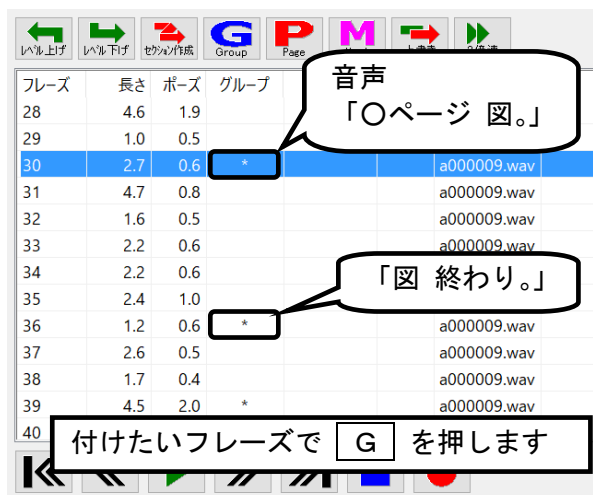 レベル上げ レベル下げ セクション作成 Group Page 2倍速
音声
「〇ページ 図。」
フレーズ 長さ ポーズ グループ
28 4.6 1.9
29 1.0 0.5
30 2.7 0.6 * a000009.wav
31 4.7 0.8 a000009.wav
32 1.6 0.5 a000009.wav
33 2.2 0.6 a000009.wav
34 2.2 0.6
「図 終わり。」
35 2.4 1.0
36 1.2 0.6 * a000009.wav
37 2.6 0.5 a000009.wav
38 1.7 0.4 a000009.wav
39 4.5 2.0 * a000009.wav
40
付けたいフレーズで G を押します